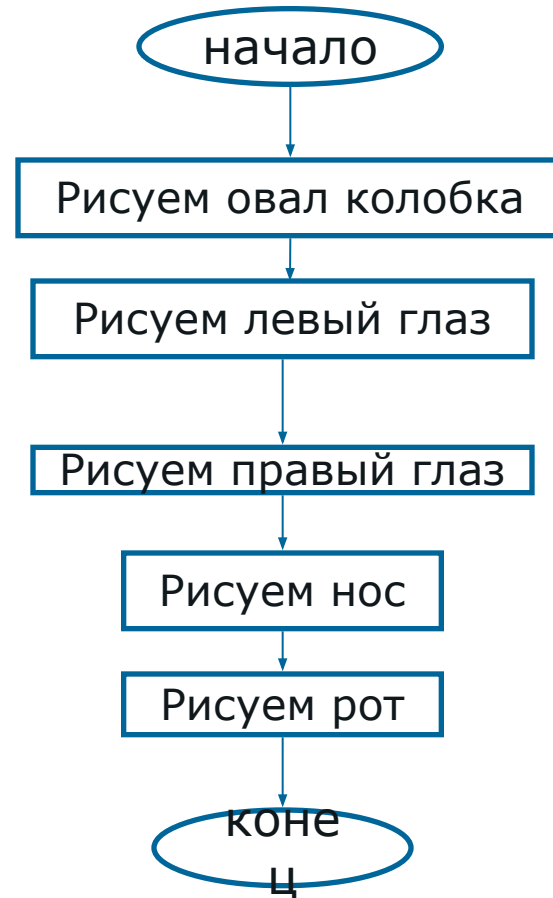 начало
Рисуем овал колобка
Рисуем левый глаз
Рисуем правый глаз
Рисуем нос
Рисуем рот
коне
ц